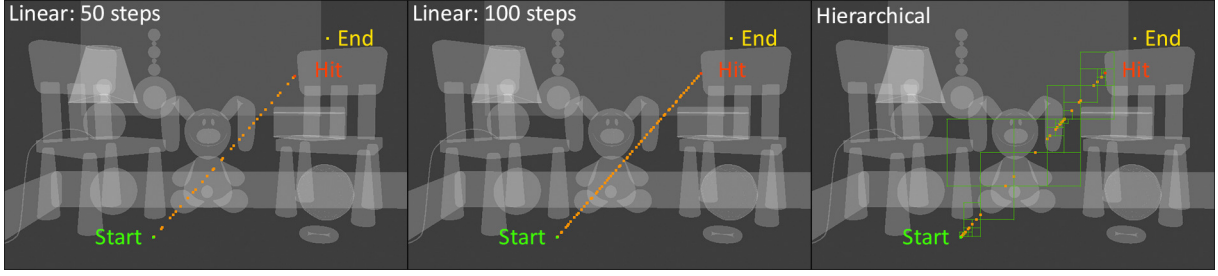 Linear: 50 steps
End
Hit
Start
Linear: 100 steps
End
Hit
Start
Hierarchical
End
Hit
Start